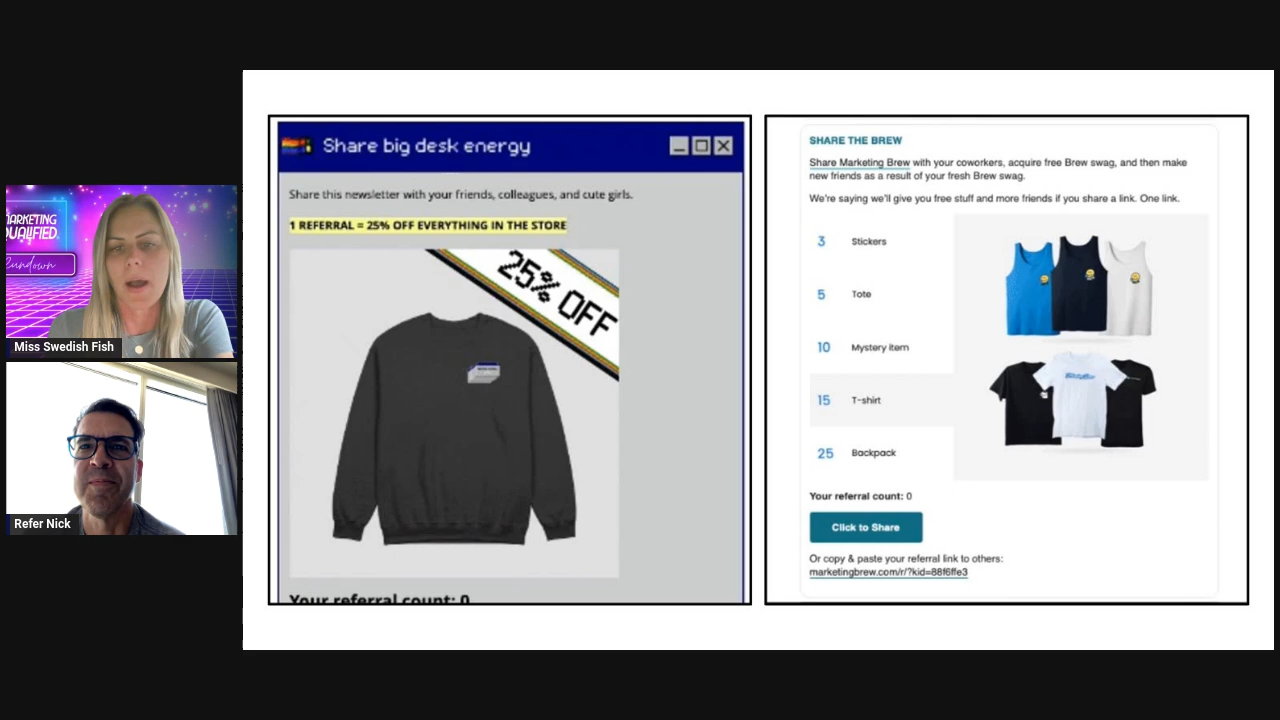 MARKETING
QUALIFIED
Rundown
Miss Swedish Fish
Refer Nick
Share big desk energy
Share this newsletter with your friends, colleagues, and cute girls.
1 REFERRAL = 25% OFF EVERYTHING IN THE STORE
25% OFF
Your referral count: 0
SHARE THE BREW
Share Marketing Brew with your coworkers, acquire free Brew swag, and then make
new friends as a result of your fresh Brew swag.
We're saying we'll give you free stuff and more friends if you share a link. One link.
3 Stickers
5 Tote
10 Mystery item
15 T-shirt
25 Backpack
Your referral count: 0
Click to Share
Or copy & paste your referral link to others:
marketingbrew.com/r/?kid=88f6ffe3